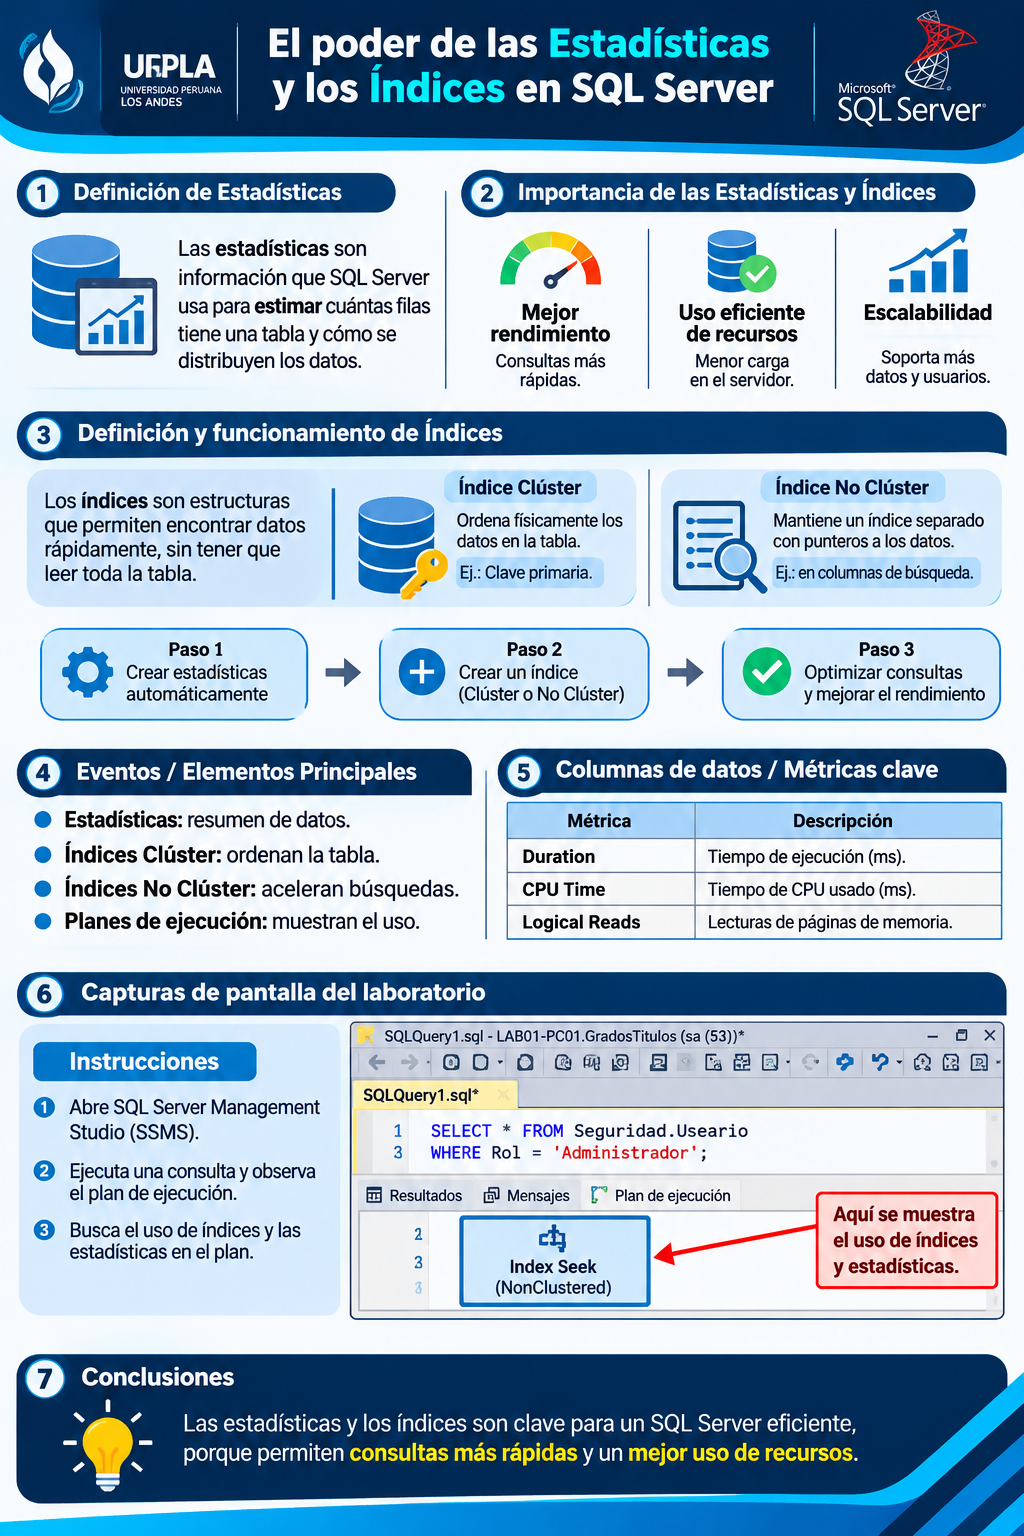 El poder de las Estadísticas
y los Índices en SQL Server
UPLA
UNIVERSIDAD PERUANA
LOS ANDES
Microsoft®
SQL Server®
1 Definición de Estadísticas
Las estadísticas son
información que SQL Server
usa para estimar cuántas filas
tiene una tabla y cómo se
distribuyen los datos.
2 Importancia de las Estadísticas y Índices
Mejor
rendimiento
Consultas más
rápidas.
Uso eficiente
de recursos
Menor carga
en el servidor.
Escalabilidad
Soporta más
datos y usuarios.
3 Definición y funcionamiento de Índices
Los índices son estructuras
que permiten encontrar datos
rápidamente, sin tener que
leer toda la tabla.
Índice Clúster
Ordena físicamente los
datos en la tabla.
Ej.: Clave primaria.
Índice No Clúster
Mantiene un índice separado
con punteros a los datos.
Ej.: en columnas de búsqueda.
Paso 1
Crear estadísticas
automáticamente
Paso 2
Crear un índice
(Clúster o No Clúster)
Paso 3
Optimizar consultas
y mejorar el rendimiento
4 Eventos / Elementos Principales
Estadísticas: resumen de datos.
Índices Clúster: ordenan la tabla.
Índices No Clúster: aceleran búsquedas.
Planes de ejecución: muestran el uso.
5 Columnas de datos / Métricas clave
Métrica Descripción
Duration Tiempo de ejecución (ms).
CPU Time Tiempo de CPU usado (ms).
Logical Reads Lecturas de páginas de memoria.
6 Capturas de pantalla del laboratorio
Instrucciones
1 Abre SQL Server Management
Studio (SSMS).
2 Ejecuta una consulta y observa
el plan de ejecución.
3 Busca el uso de índices y las
estadísticas en el plan.
SQLQuery1.sql - LAB01-PC01.GradosTitulos (sa (53))*
SQLQuery1.sql*
1 SELECT * FROM Seguridad.Useario
3 WHERE Rol = 'Administrador';
Resultados Mensajes Plan de ejecución
2
3
3
Index Seek
(NonClustered)
Aquí se muestra
el uso de índices
y estadísticas.
7 Conclusiones
Las estadísticas y los índices son clave para un SQL Server eficiente,
porque permiten consultas más rápidas y un mejor uso de recursos.